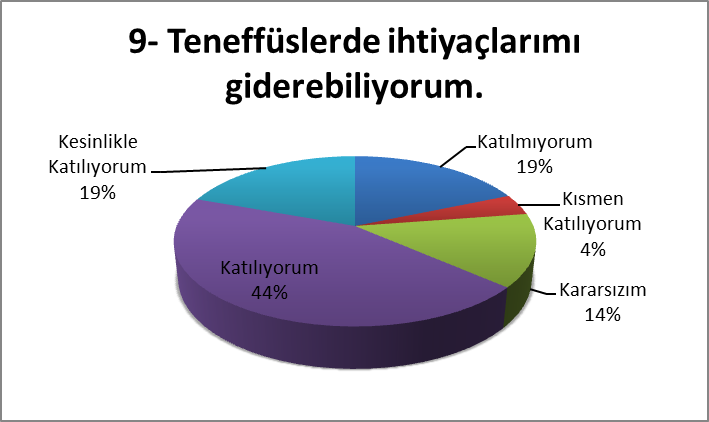 9- Teneffüslerde ihtiyaçlarımı
giderebiliyorum.
Katılmıyorum
19%
Kısmen
Katılıyorum
4%
Kararsızım
14%
Katılıyorum
44%
Kesinlikle
Katılıyorum
19%